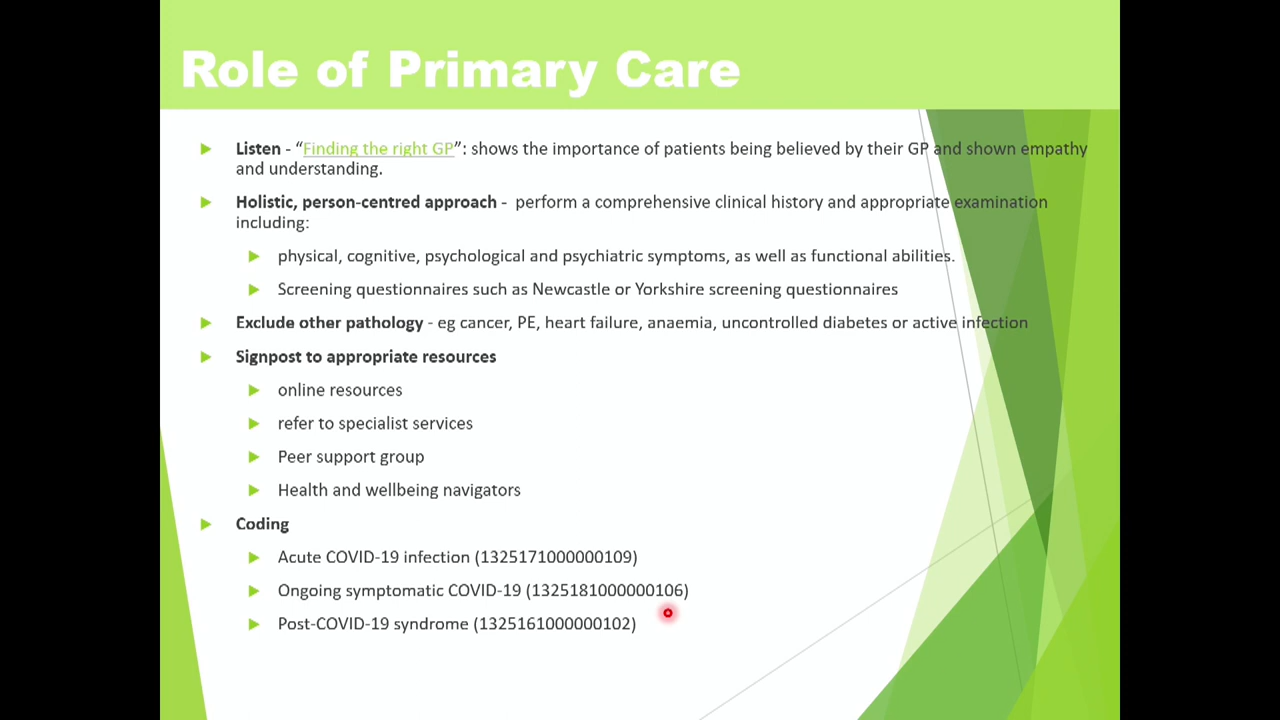 Role of Primary Care
Listen - “Finding the right GP”: shows the importance of patients being believed by their GP and shown empathy
and understanding.
Holistic, person-centred approach - perform a comprehensive clinical history and appropriate examination
including:
physical, cognitive, psychological and psychiatric symptoms, as well as functional abilities.
Screening questionnaires such as Newcastle or Yorkshire screening questionnaires
Exclude other pathology - eg cancer, PE, heart failure, anaemia, uncontrolled diabetes or active infection
Signpost to appropriate resources
online resources
refer to specialist services
Peer support group
Health and wellbeing navigators
Coding
Acute COVID-19 infection (1325171000000109)
Ongoing symptomatic COVID-19 (1325181000000106)
Post-COVID-19 syndrome (1325161000000102)